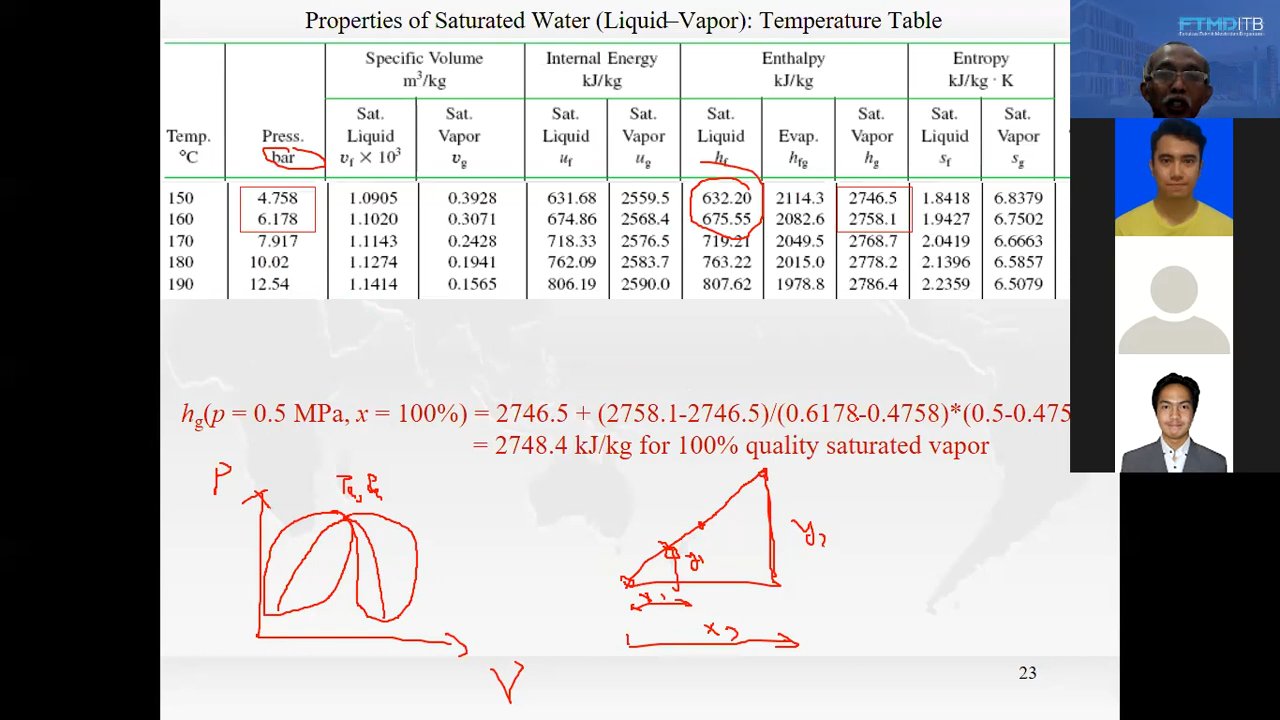 Properties of Saturated Water (Liquid–Vapor): Temperature Table
FTMD ITB
Specific Volume Internal Energy Enthalpy Entropy
m³/kg kJ/kg kJ/kg kJ/kg · K
Sat. Sat. Sat. Sat. Sat. Sat. Sat. Sat.
Temp. Press. Liquid Vapor Liquid Vapor Liquid Evap. Vapor Liquid Vapor
°C bar vf × 10³ vg uf ug hf hfg hg sf sg
150 4.758 1.0905 0.3928 631.68 2559.5 632.20 2114.3 2746.5 1.8418 6.8379
160 6.178 1.1020 0.3071 674.86 2568.4 675.55 2082.6 2758.1 1.9427 6.7502
170 7.917 1.1143 0.2428 718.33 2576.5 719.21 2049.5 2768.7 2.0419 6.6663
180 10.02 1.1274 0.1941 762.09 2583.7 763.22 2015.0 2778.2 2.1396 6.5857
190 12.54 1.1414 0.1565 806.19 2590.0 807.62 1978.8 2786.4 2.2359 6.5079
hg(p = 0.5 MPa, x = 100%) = 2746.5 + (2758.1-2746.5)/(0.6178-0.4758)*(0.5-0.475
= 2748.4 kJ/kg for 100% quality saturated vapor
P
V
y2
y1
x1
x2
23